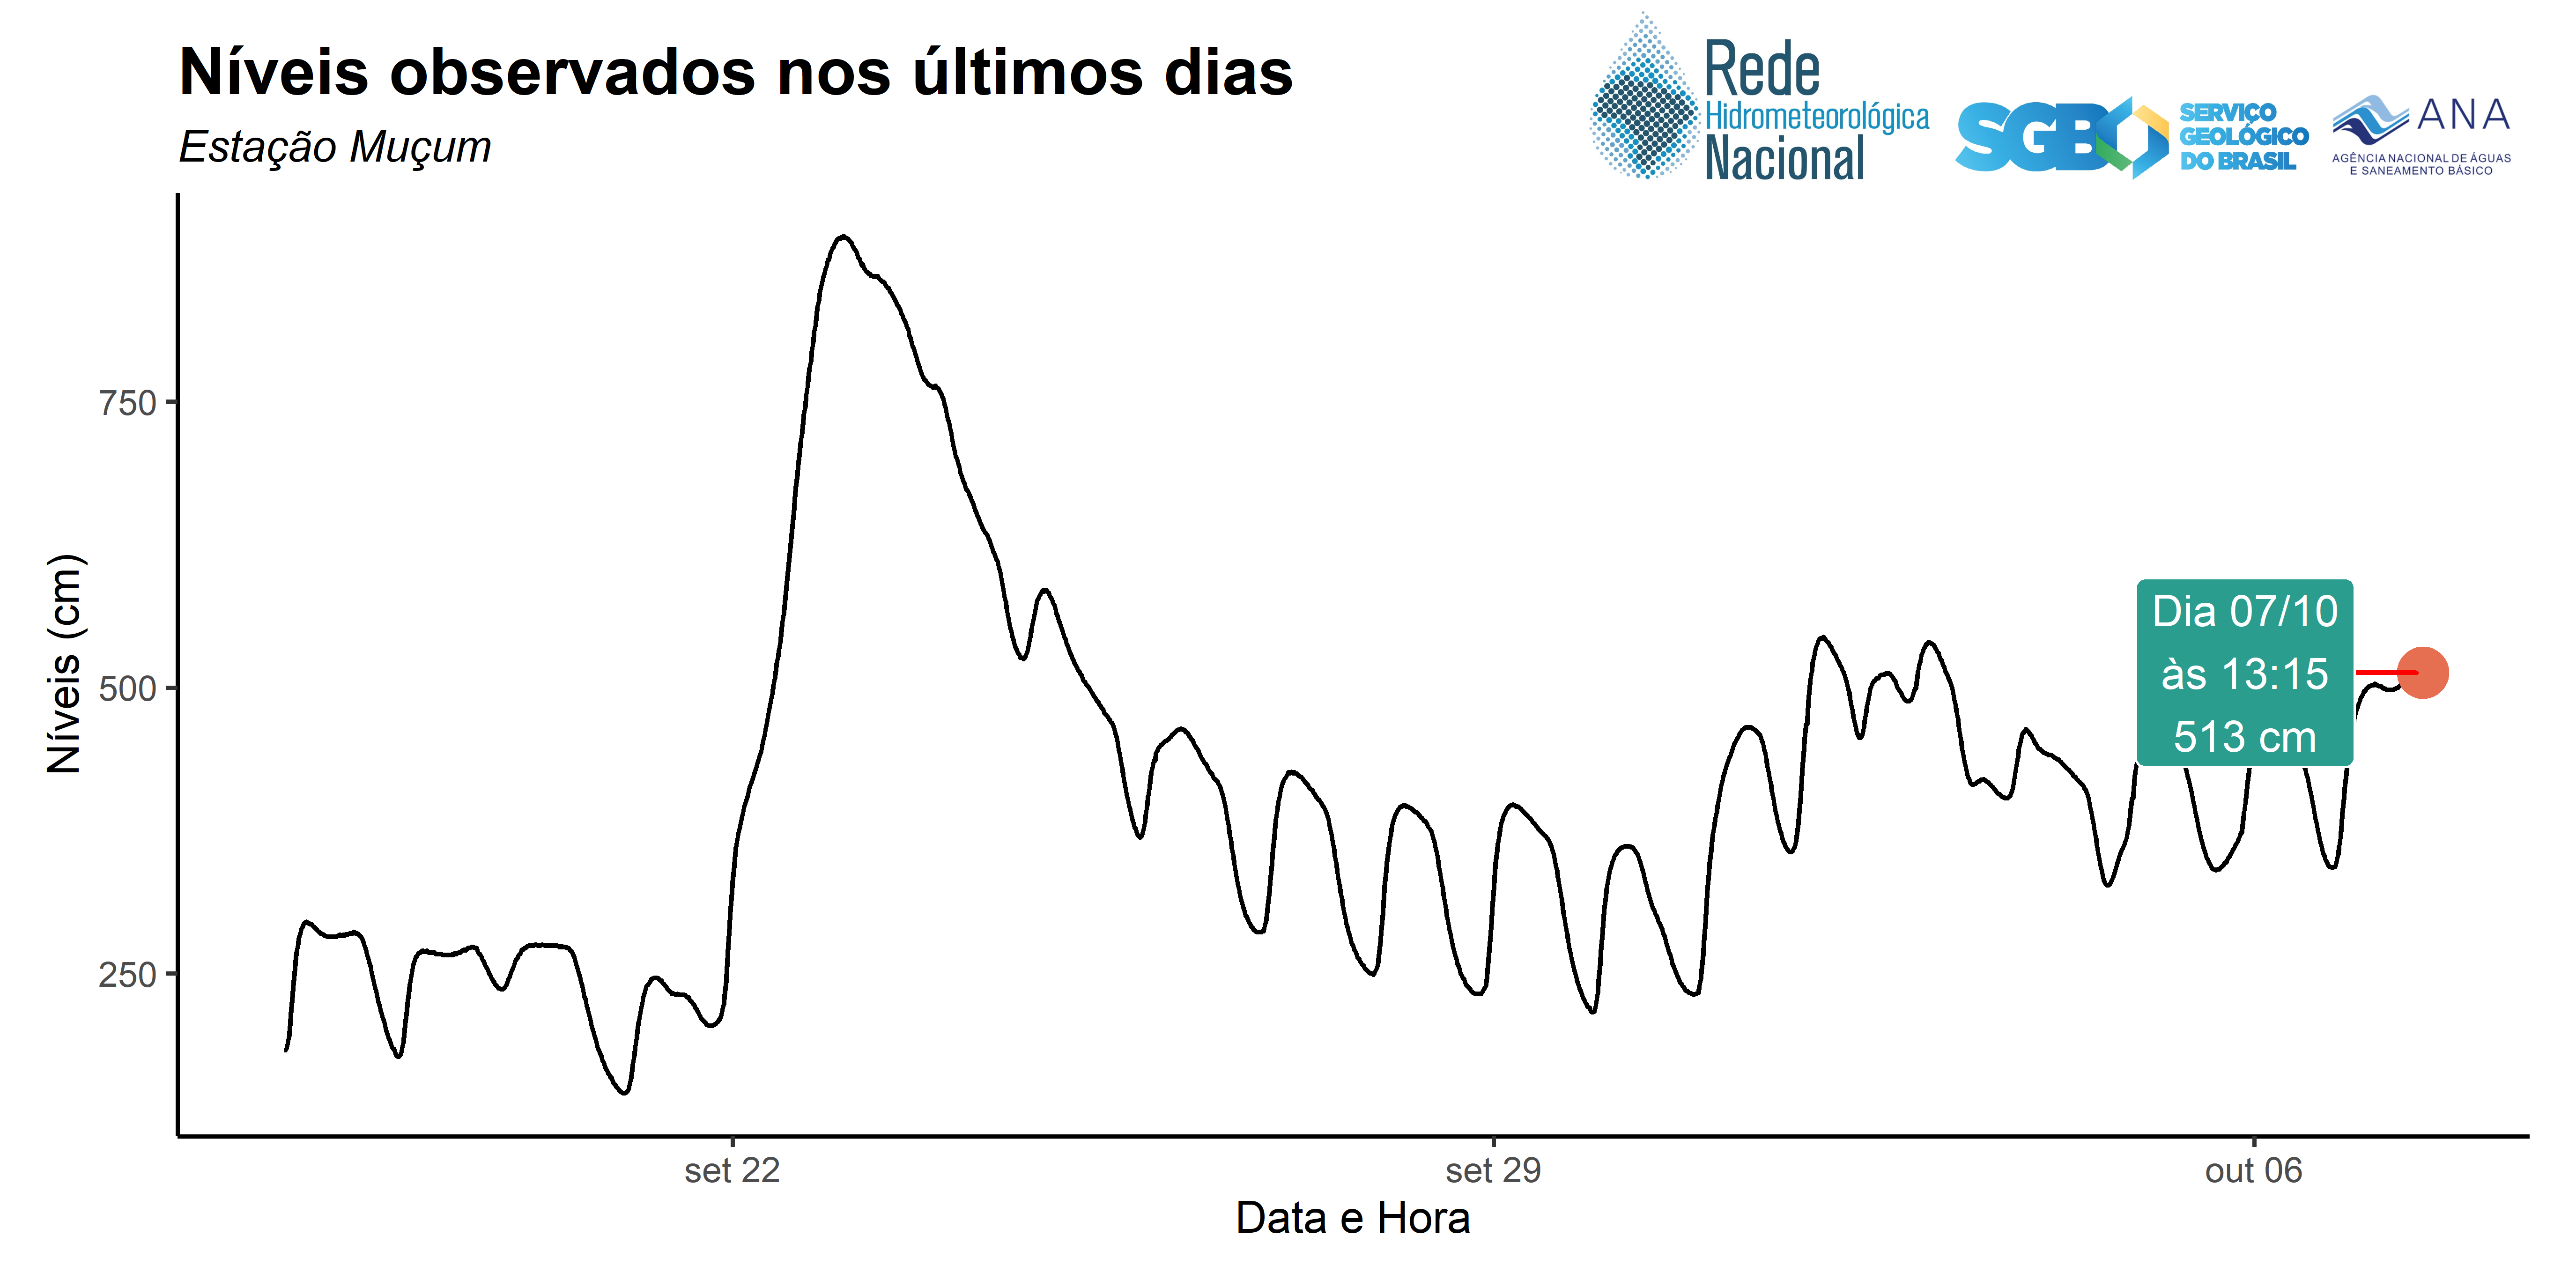 Níveis observados nos últimos dias
Estação Muçum
Rede
Hidrometeorológica
Nacional
SGB
SERVIÇO
GEOLÓGICO
DO BRASIL
ANA
AGÊNCIA NACIONAL DE ÁGUAS
E SANEAMENTO BÁSICO
Níveis (cm)
750
500
250
Dia 07/10
às 13:15
513 cm
set 22
set 29
out 06
Data e Hora